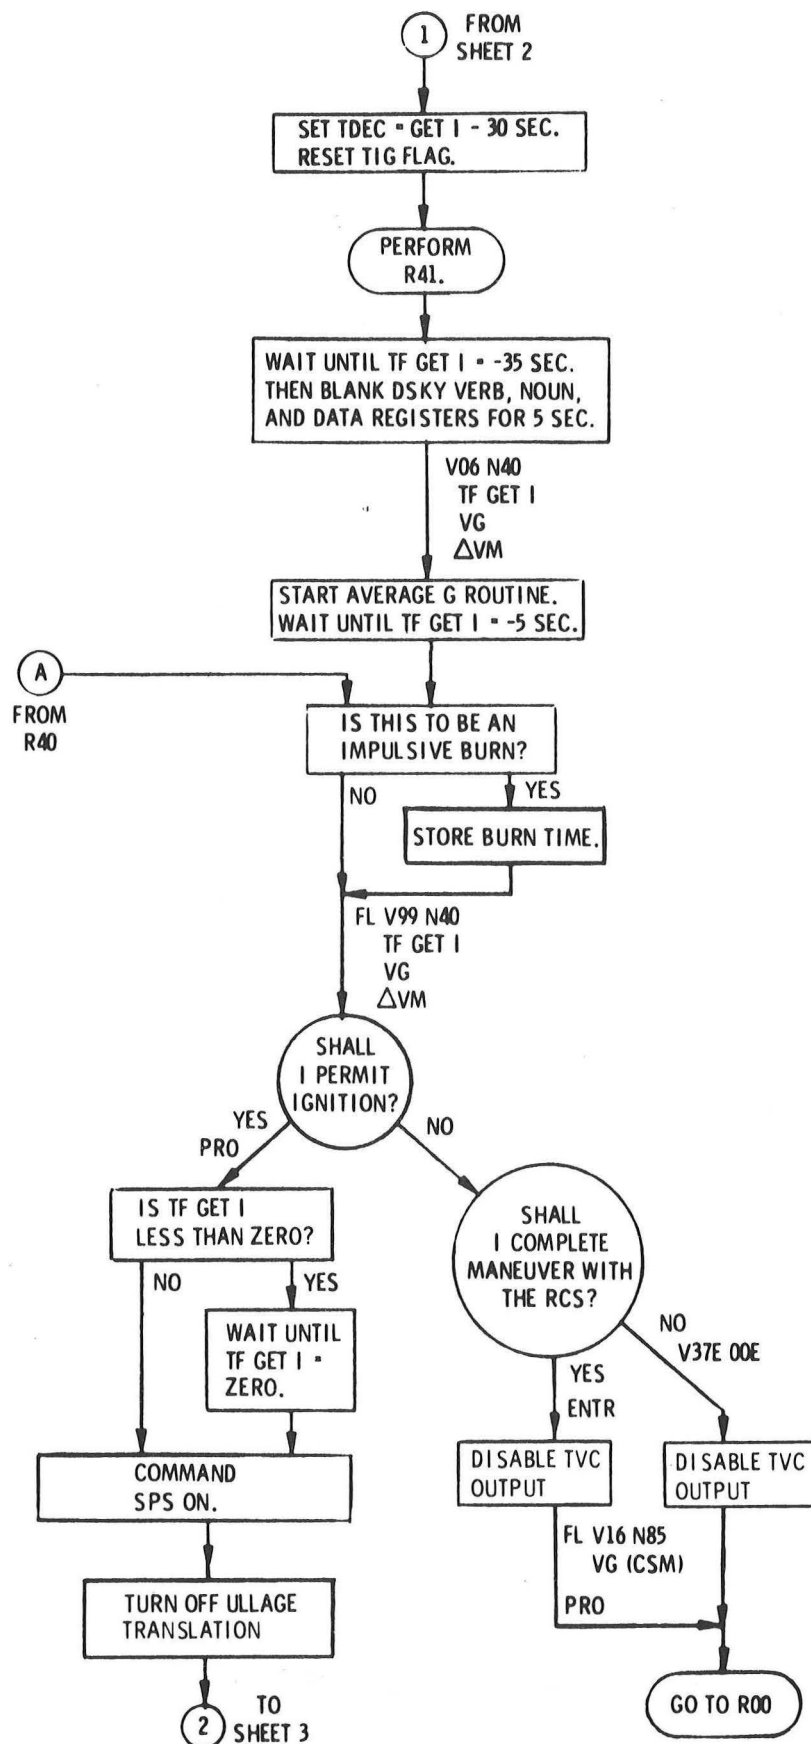 1
FROM
SHEET 2
SET TDEC = GET I - 30 SEC.
RESET TIG FLAG.
PERFORM
R41.
WAIT UNTIL TF GET I = -35 SEC.
THEN BLANK DSKY VERB, NOUN,
AND DATA REGISTERS FOR 5 SEC.
V06 N40
TF GET I
VG
△VM
START AVERAGE G ROUTINE.
WAIT UNTIL TF GET I = -5 SEC.
A
FROM
R40
IS THIS TO BE AN
IMPULSIVE BURN?
NO
YES
STORE BURN TIME.
FL V99 N40
TF GET I
VG
△VM
SHALL
I PERMIT
IGNITION?
YES
PRO
NO
IS TF GET I
LESS THAN ZERO?
NO
YES
WAIT UNTIL
TF GET I =
ZERO.
COMMAND
SPS ON.
TURN OFF ULLAGE
TRANSLATION
2
TO
SHEET 3
SHALL
I COMPLETE
MANEUVER WITH
THE RCS?
YES
ENTR
NO
V37E 00E
DISABLE TVC
OUTPUT
DISABLE TVC
OUTPUT
FL V16 N85
VG (CSM)
PRO
GO TO R00